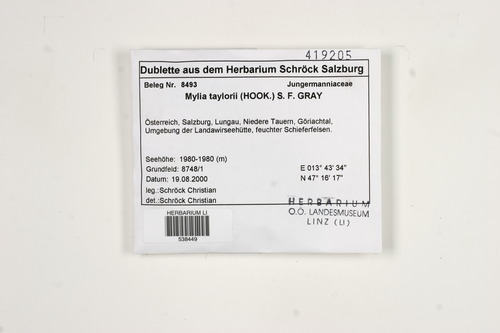 419205
Dublette aus dem Herbarium Schröck Salzburg
Beleg Nr. 8493 Jungermanniaceae
Mylia taylorii (HOOK.) S. F. GRAY
Österreich, Salzburg, Lungau, Niedere Tauern, Göriachtal,
Umgebung der Landawirseehütte, feuchter Schieferfelsen.
Seehöhe: 1980-1980 (m)
Grundfeld: 8748/1 E 013° 43' 34"
Datum: 19.08.2000 N 47° 16' 17"
leg.:Schröck Christian
det.:Schröck Christian
HERBARIUM
O.Ö. LANDESMUSEUM
LINZ (LI)
HERBARIUM LI
538449